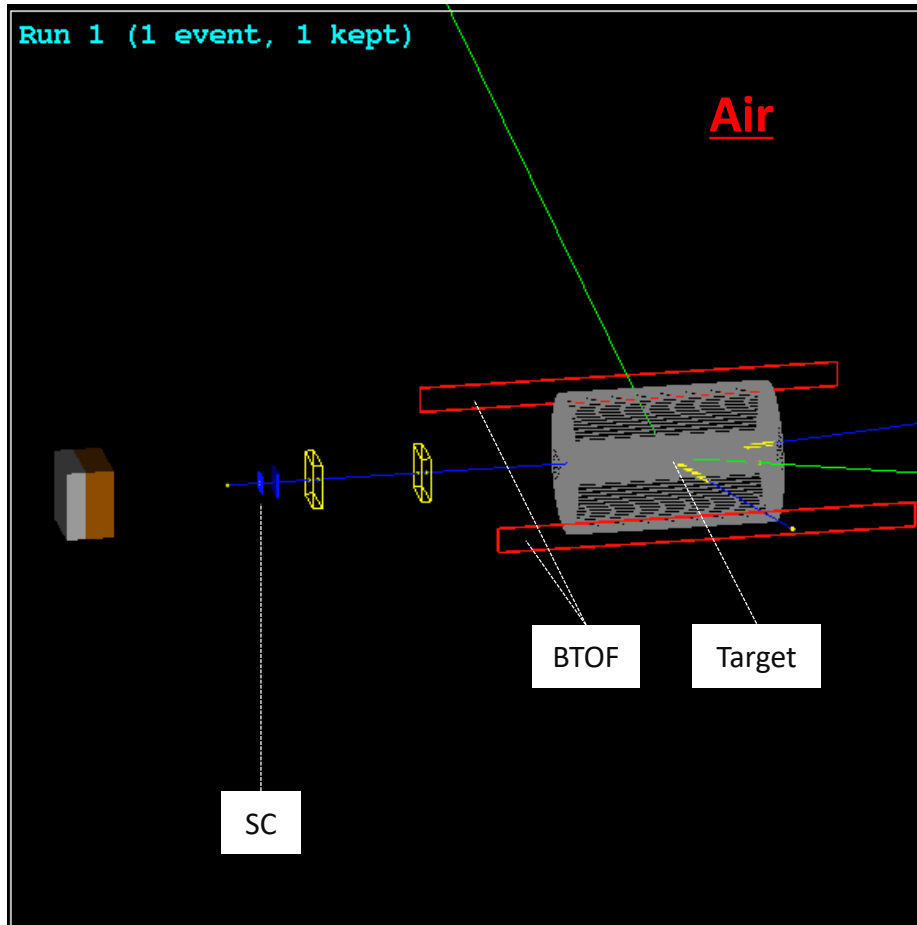 Run 1 (1 event, 1 kept)
Air
BTOF
Target
SC